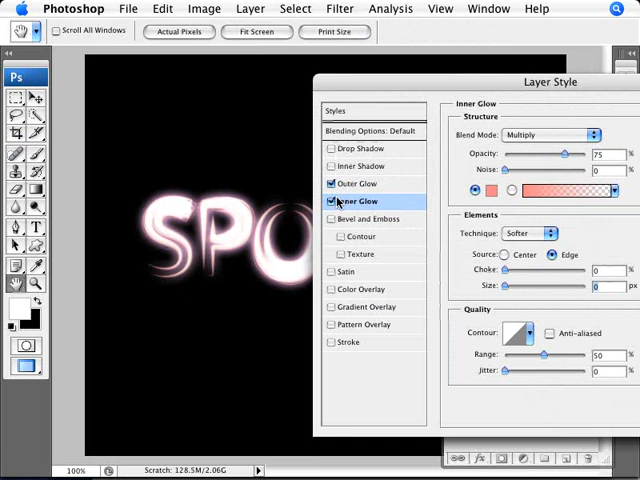 Photoshop File Edit Image Layer Select Filter Analysis View Window Help
Scroll All Windows Actual Pixels Fit Screen Print Size
Ps
Layer Style
Styles
Blending Options: Default
Drop Shadow
Inner Shadow
Outer Glow
Inner Glow
Bevel and Emboss
Contour
Texture
Satin
Color Overlay
Gradient Overlay
Pattern Overlay
Stroke
Inner Glow
Structure
Blend Mode: Multiply
Opacity: 75 %
Noise: 0 %
Elements
Technique: Softer
Source: Center Edge
Choke: 0 %
Size: 0 px
Quality
Contour: Anti-aliased
Range: 50 %
Jitter: 0 %
SPO
T
fx
100% Scratch: 128.5M/2.06G